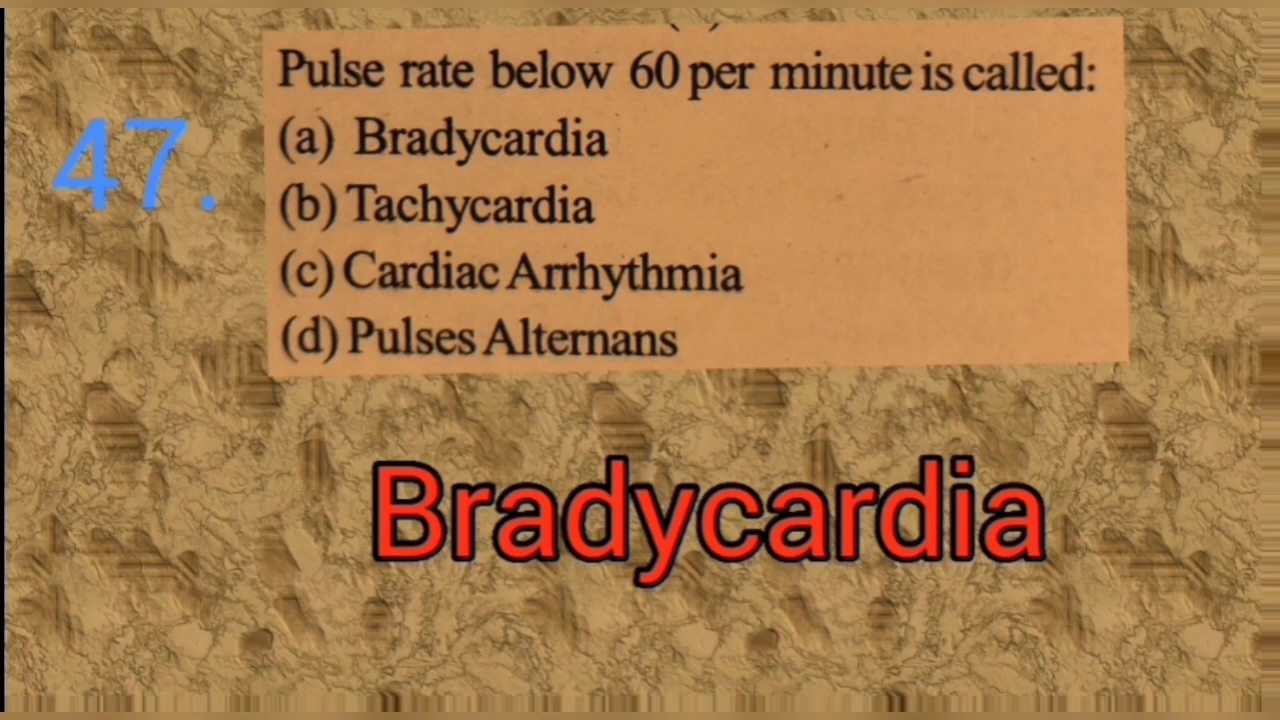 47.
Pulse rate below 60 per minute is called:
(a) Bradycardia
(b) Tachycardia
(c) Cardiac Arrhythmia
(d) Pulses Alternans
Bradycardia